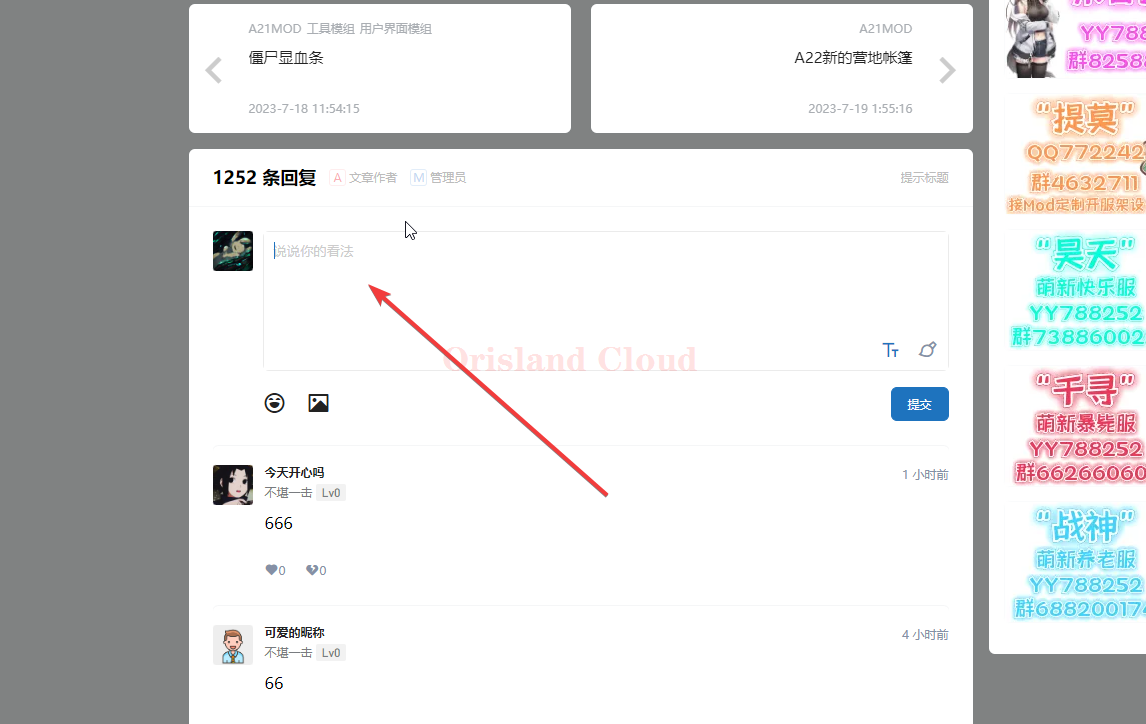 A21MOD 工具模组 用户界面模组
僵尸显血条
2023-7-18 11:54:15
A21MOD
A22新的营地帐篷
2023-7-19 1:55:16
1252 条回复 A 文章作者 M 管理员
提示标题
说说你的看法
Orisland Cloud
提交
今天开心吗
1 小时前
不堪一击 Lv0
666
0 0
可爱的昵称
4 小时前
不堪一击 Lv0
66
YY788
群8258
“提莫”
QQ772242
群4632711
接Mod定制开服架设
“昊天”
萌新快乐服
YY788252
群73886002
“千寻”
萌新暴毙服
YY788252
群66266060
“战神”
萌新养老服
YY788252
群68820017